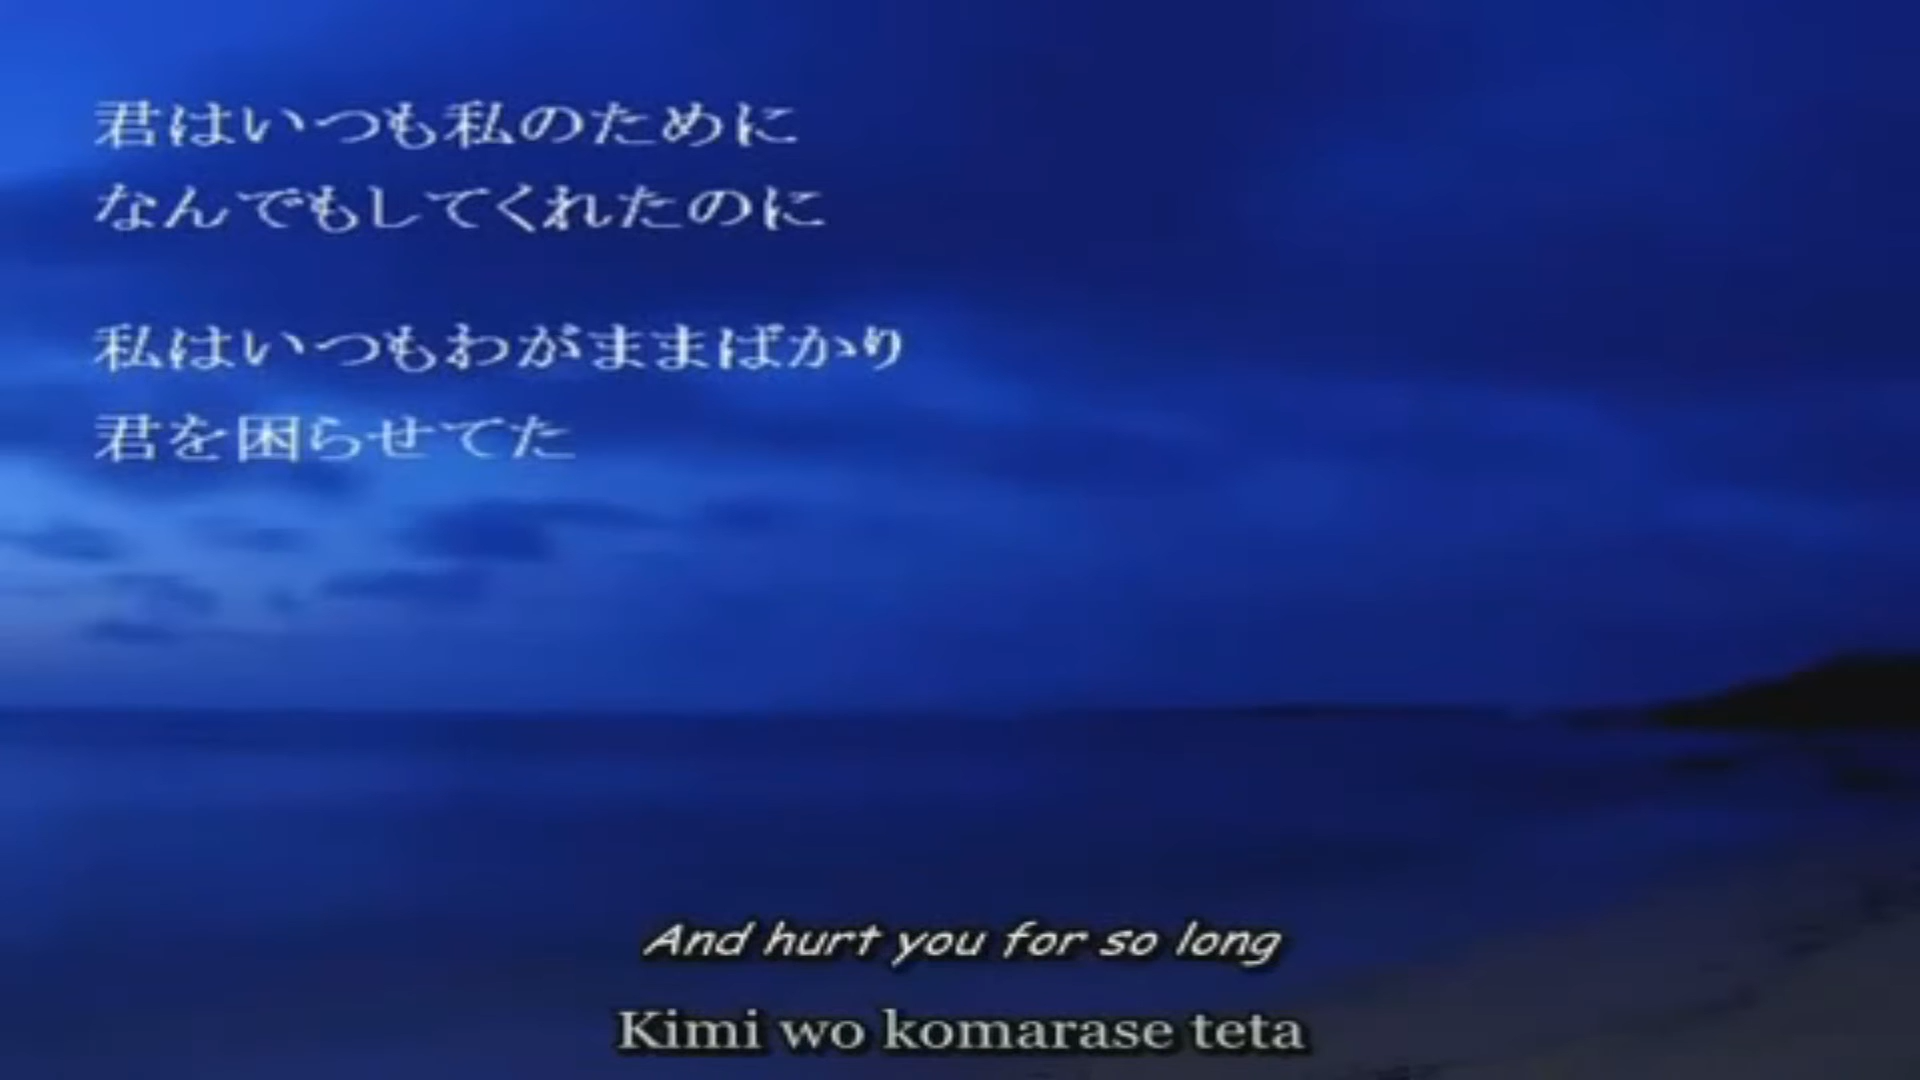 君はいつも私のために
なんでもしてくれたのに
私はいつもわがままばかり
君を困らせてた
And hurt you for so long
Kimi wo komarase teta